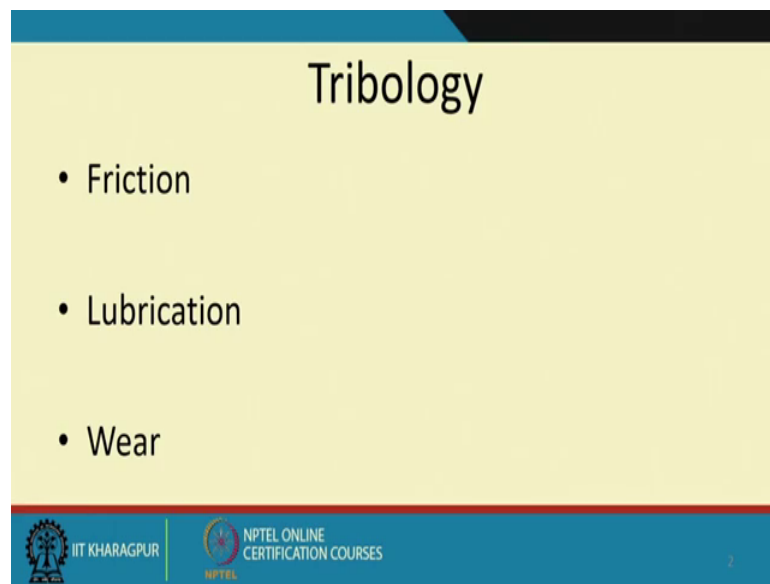 Tribology
• Friction
• Lubrication
• Wear
IIT KHARAGPUR
NPTEL
NPTEL ONLINE
CERTIFICATION COURSES
2